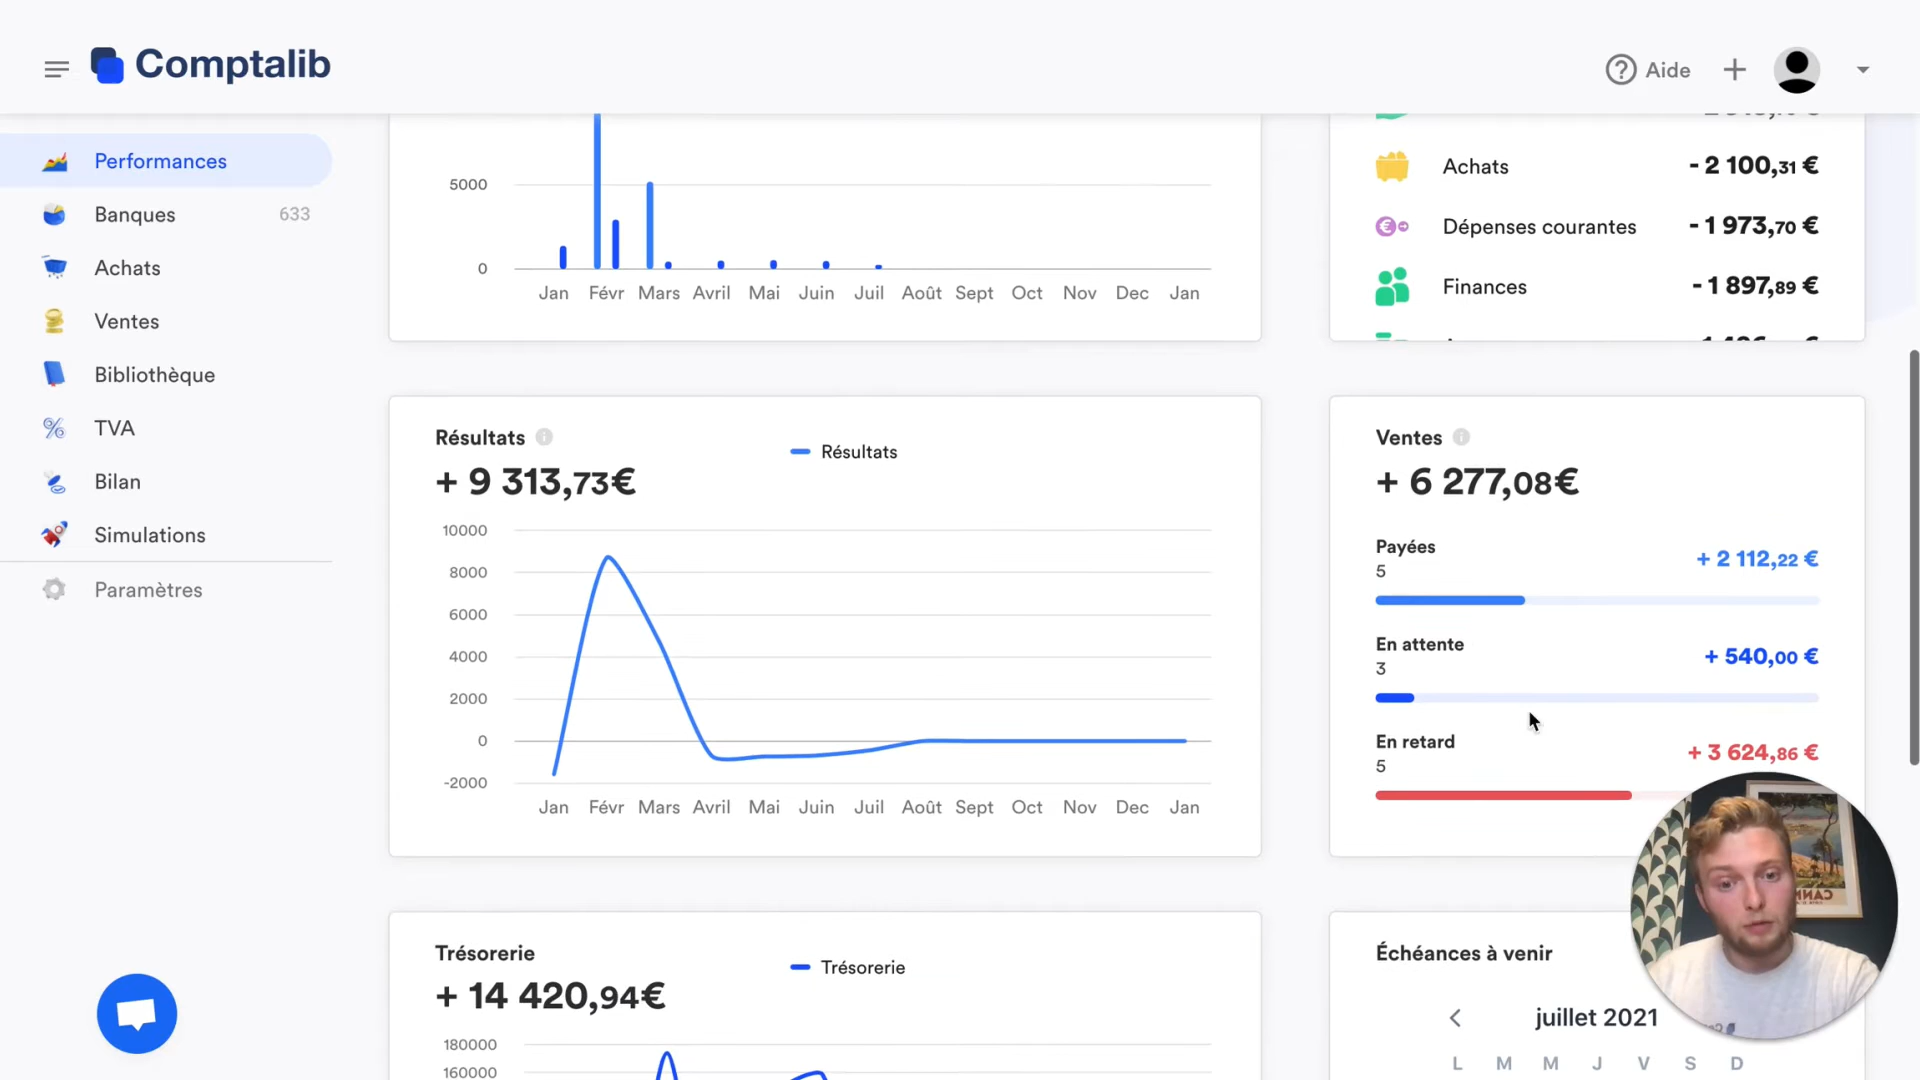 Comptalib
Aide
Performances
Banques 633
Achats
Ventes
Bibliothèque
TVA
Bilan
Simulations
Paramètres
5000
0
Jan Févr Mars Avril Mai Juin Juil Août Sept Oct Nov Dec Jan
Achats - 2 100,31 €
Dépenses courantes - 1 973,70 €
Finances - 1 897,89 €
Résultats
+ 9 313,73€
Résultats
10000
8000
6000
4000
2000
0
-2000
Jan Févr Mars Avril Mai Juin Juil Août Sept Oct Nov Dec Jan
Ventes
+ 6 277,08€
Payées
5
+ 2 112,22 €
En attente
3
+ 540,00 €
En retard
5
+ 3 624,86 €
Trésorerie
+ 14 420,94€
Trésorerie
180000
160000
Échéances à venir
juillet 2021
L M M J V S D